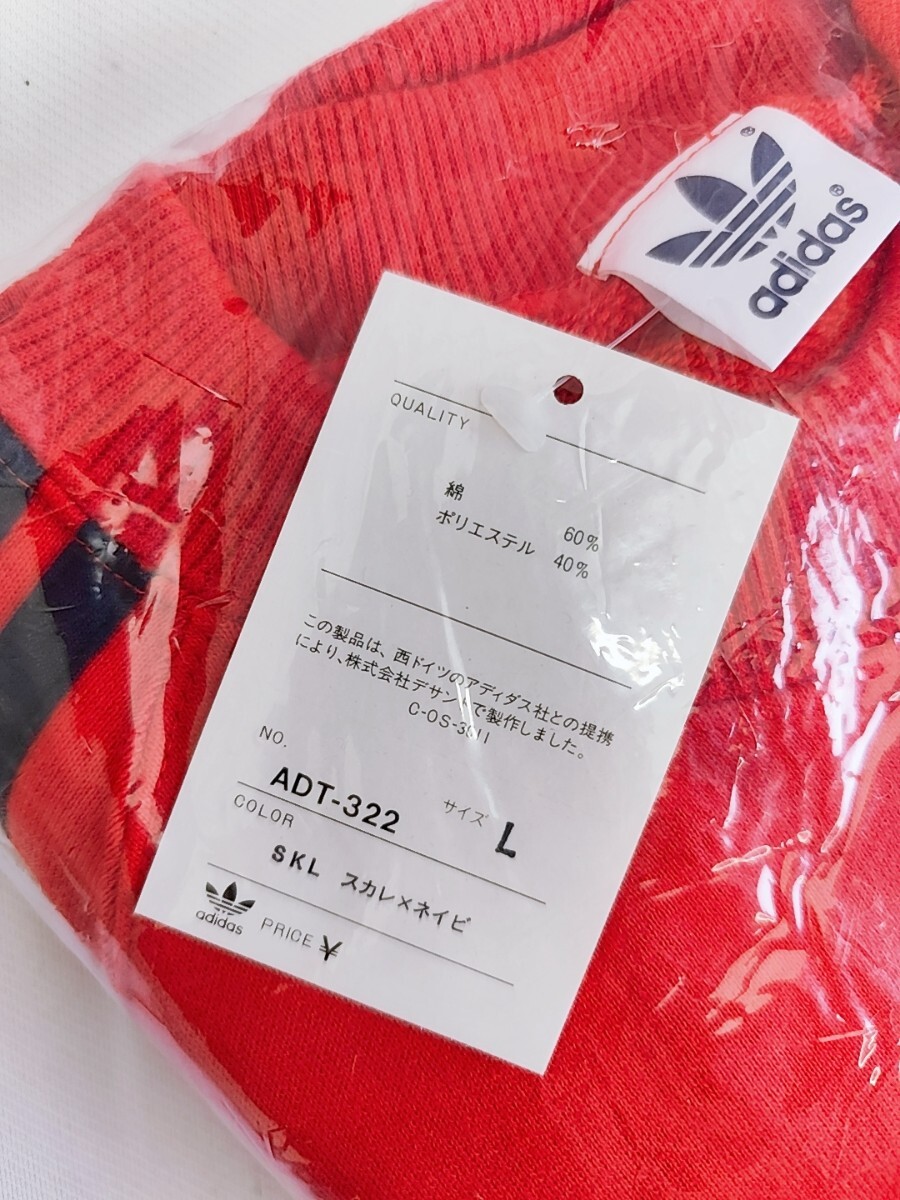 adidas®
®
QUALITY
綿 60%
ポリエステル 40%
この製品は、西ドイツのアディダス社との提携
により、株式会社デサントで製作しました。
NO.
ADT-322 サイズ L
COLOR
SKL スカレ×ネイビ
adidas PRICE ¥